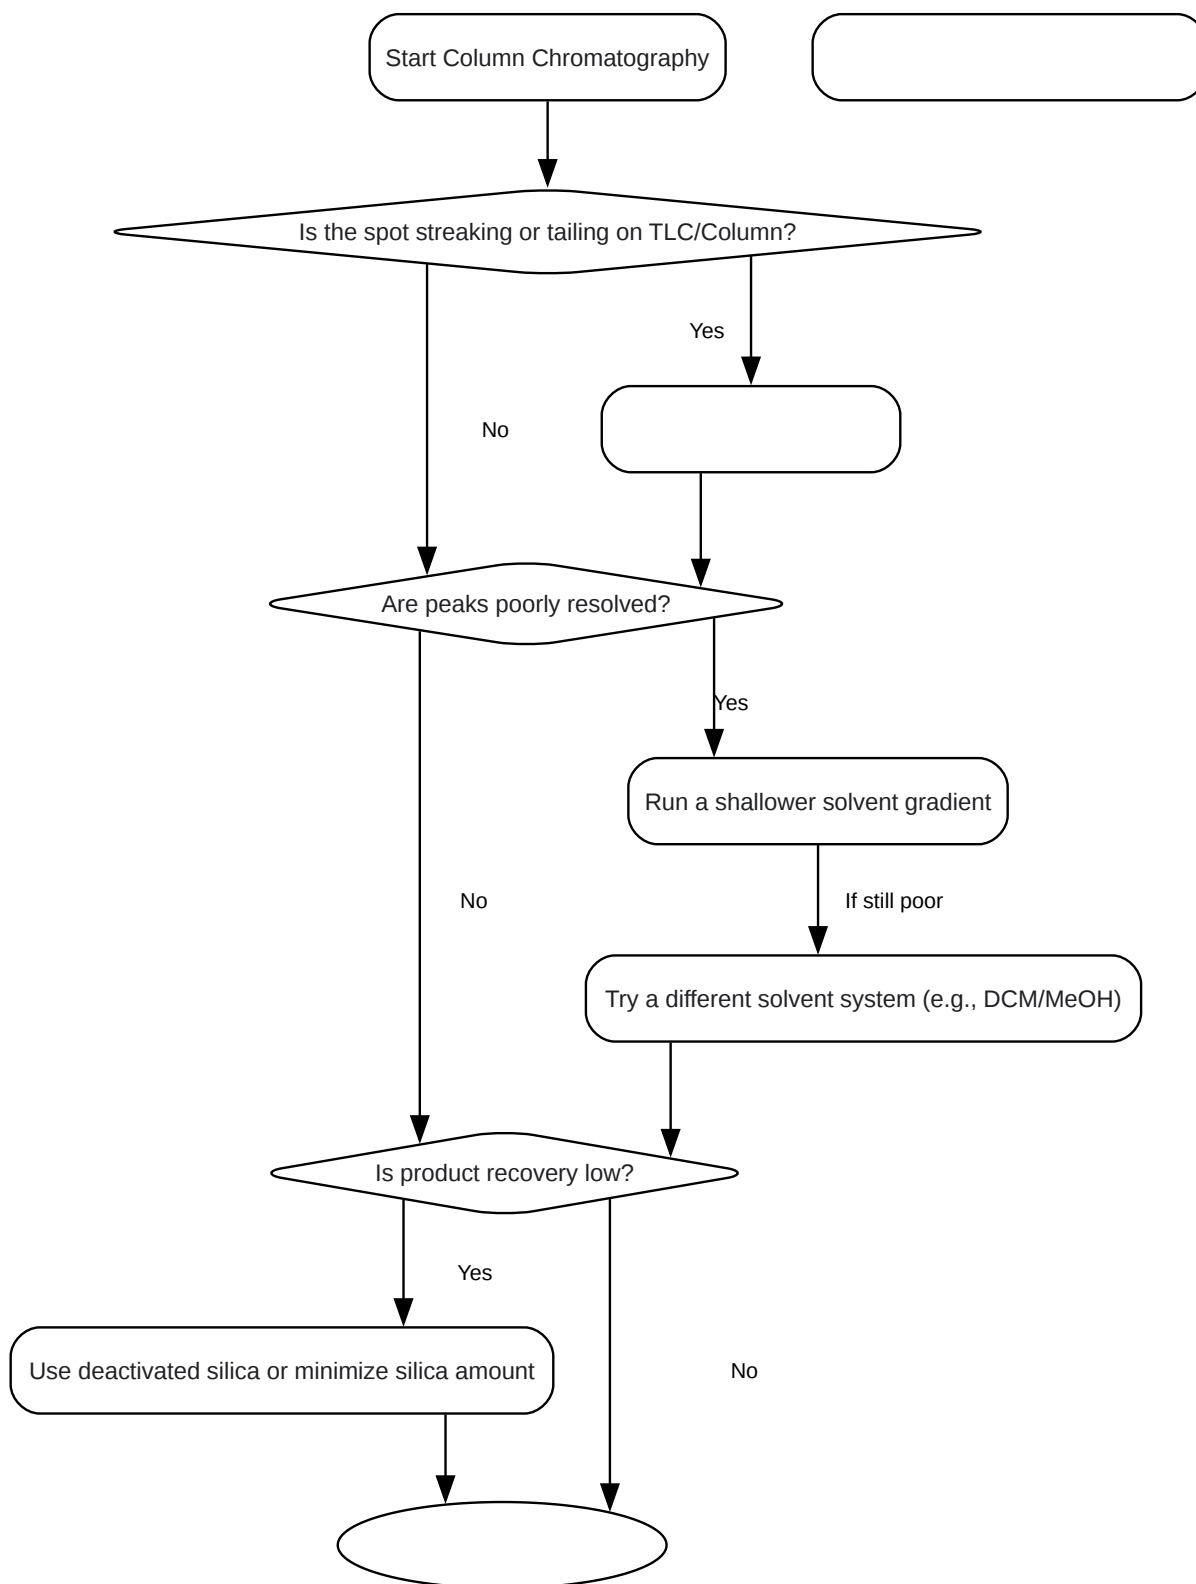 Start Column Chromatography
Is the spot streaking or tailing on TLC/Column?
Yes
No
Are peaks poorly resolved?
Yes
Run a shallower solvent gradient
No
If still poor
Try a different solvent system (e.g., DCM/MeOH)
Is product recovery low?
Yes
Use deactivated silica or minimize silica amount
No